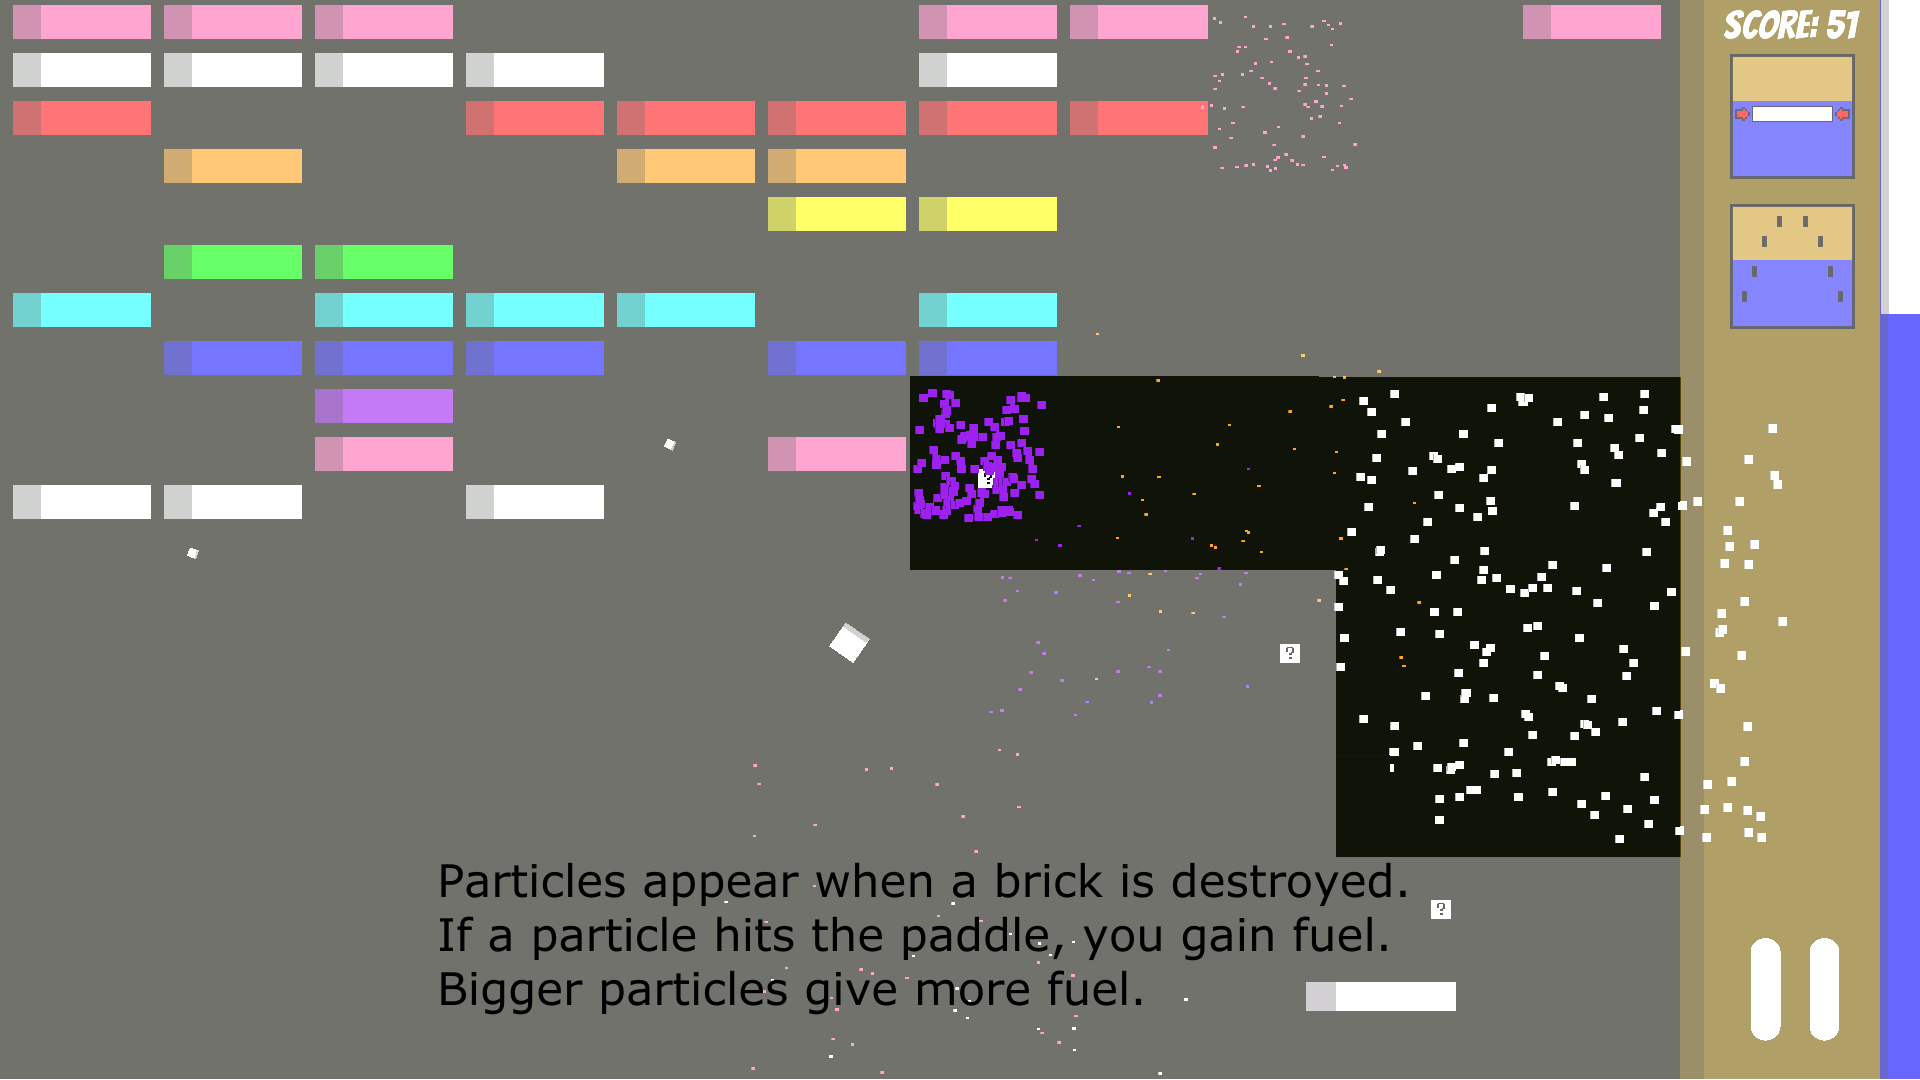 SCORE: 51
?
?
?
Particles appear when a brick is destroyed.
If a particle hits the paddle, you gain fuel.
Bigger particles give more fuel.